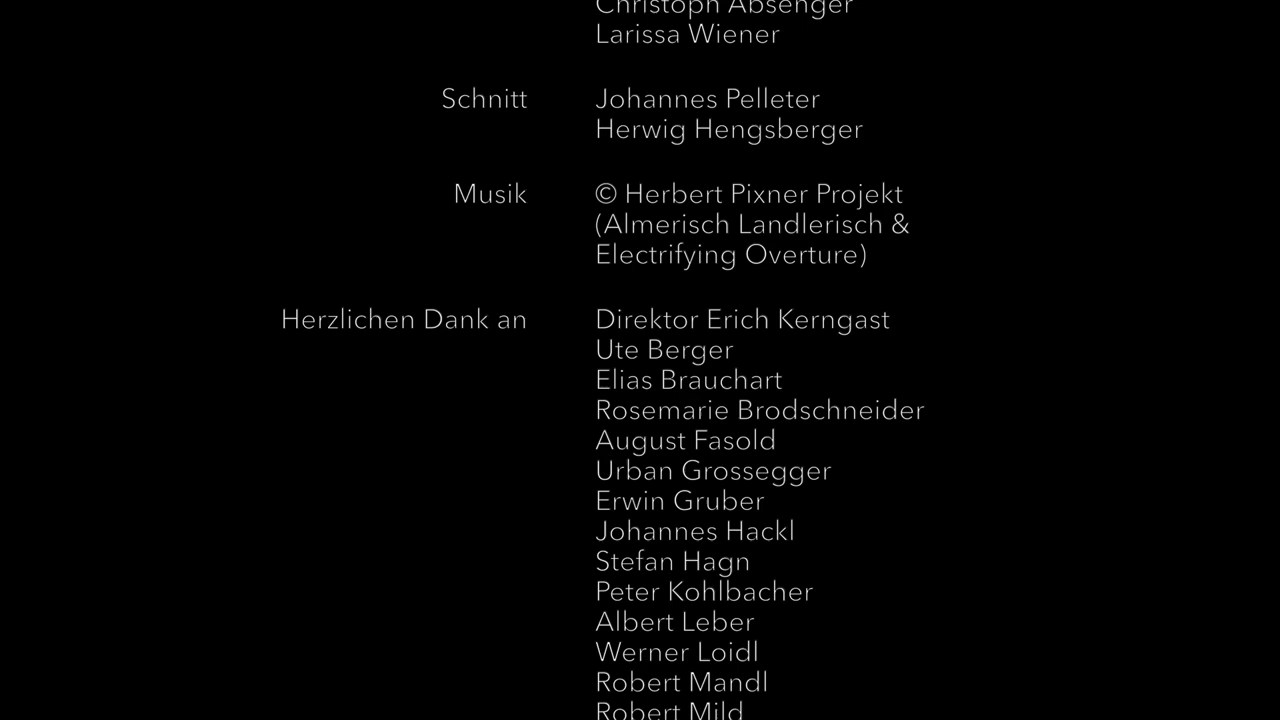 Christoph Absenger
Larissa Wiener
Schnitt Johannes Pelleter
Herwig Hengsberger
Musik © Herbert Pixner Projekt
(Almerisch Landlerisch &
Electrifying Overture)
Herzlichen Dank an Direktor Erich Kerngast
Ute Berger
Elias Brauchart
Rosemarie Brodschneider
August Fasold
Urban Grossegger
Erwin Gruber
Johannes Hackl
Stefan Hagn
Peter Kohlbacher
Albert Leber
Werner Loidl
Robert Mandl
Robert Mild